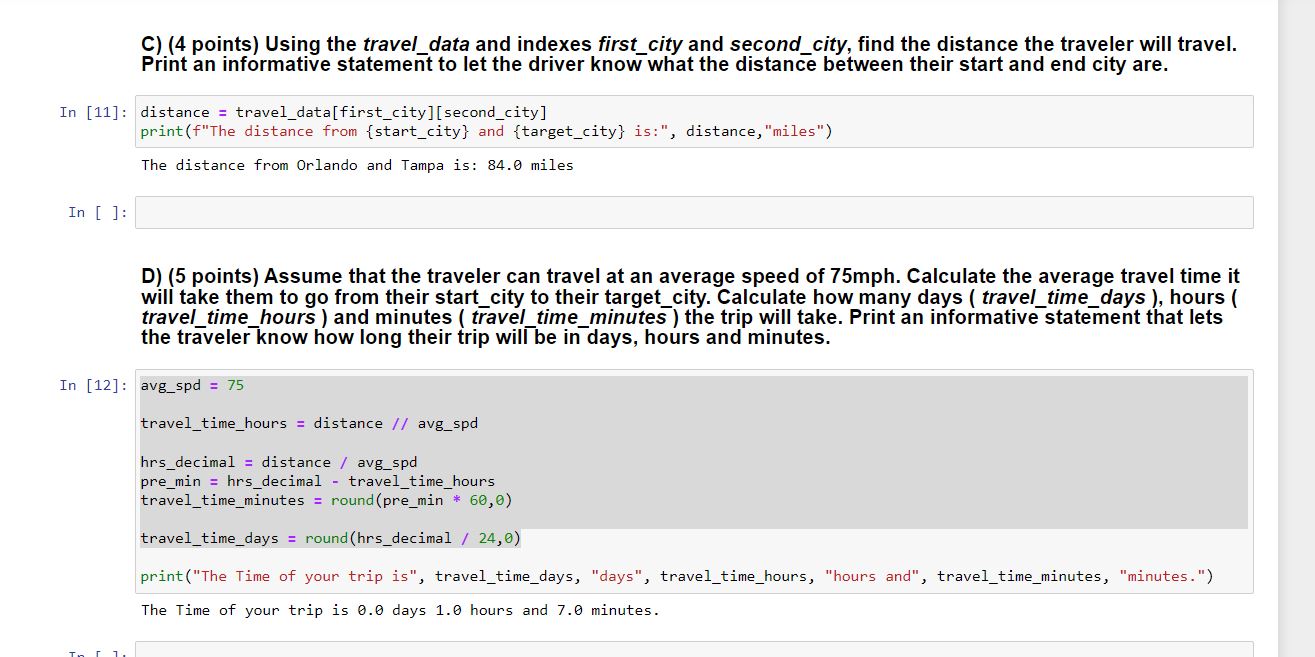 C) (4 points) Using the travel_data and indexes first_city and second_city, find the distance the traveler will travel.
Print an informative statement to let the driver know what the distance between their start and end city are.
In [11]: distance = travel_data[first_city][second_city]
print(f"The distance from {start_city} and {target_city} is:", distance,"miles")
The distance from Orlando and Tampa is: 84.0 miles
In [ ]:
D) (5 points) Assume that the traveler can travel at an average speed of 75mph. Calculate the average travel time it
will take them to go from their start_city to their target_city. Calculate how many days ( travel_time_days ), hours (
travel_time_hours ) and minutes ( travel_time_minutes ) the trip will take. Print an informative statement that lets
the traveler know how long their trip will be in days, hours and minutes.
In [12]: avg_spd = 75
travel_time_hours = distance // avg_spd
hrs_decimal = distance / avg_spd
pre_min = hrs_decimal - travel_time_hours
travel_time_minutes = round(pre_min * 60,0)
travel_time_days = round(hrs_decimal / 24,0)
print("The Time of your trip is", travel_time_days, "days", travel_time_hours, "hours and", travel_time_minutes, "minutes.")
The Time of your trip is 0.0 days 1.0 hours and 7.0 minutes.
In [ ]: